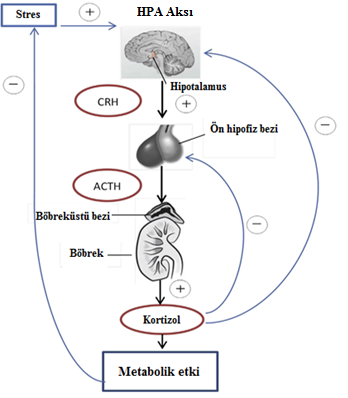 HPA Aksı
Stres
+
Hipotalamus
CRH
+
Ön hipofiz bezi
ACTH
Böbreküstü bezi
Böbrek
+
Kortizol
Metabolik etki
−
−
−